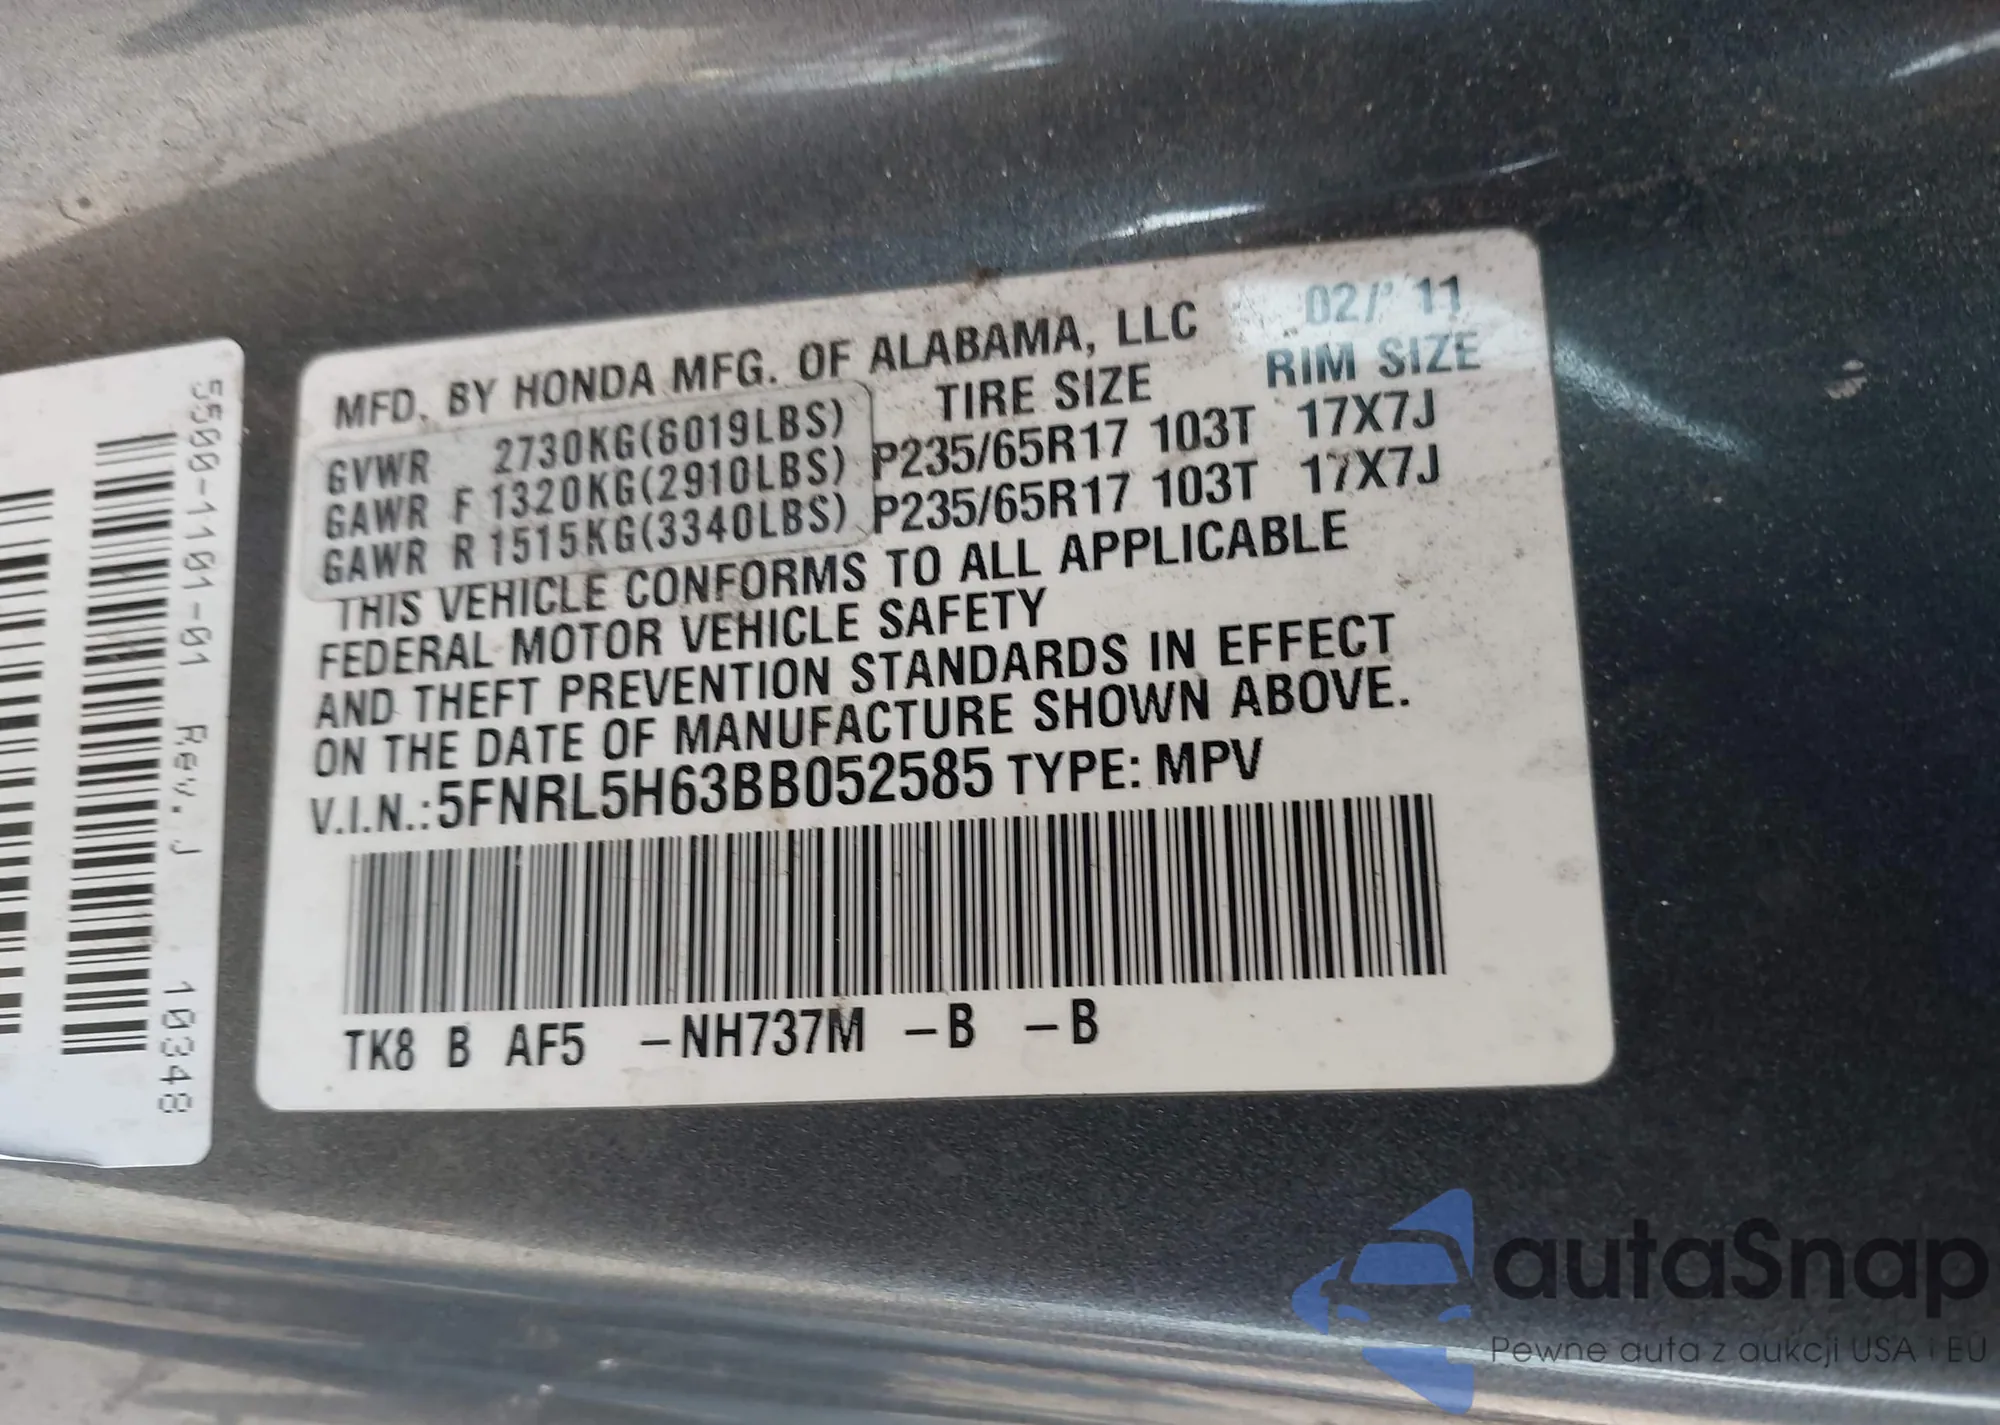 MFD. BY HONDA MFG. OF ALABAMA, LLC 02/' 11
TIRE SIZE RIM SIZE
GVWR 2730KG(6019LBS)
GAWR F 1320KG(2910LBS) P235/65R17 103T 17X7J
GAWR R 1515KG(3340LBS) P235/65R17 103T 17X7J
THIS VEHICLE CONFORMS TO ALL APPLICABLE
FEDERAL MOTOR VEHICLE SAFETY
AND THEFT PREVENTION STANDARDS IN EFFECT
ON THE DATE OF MANUFACTURE SHOWN ABOVE.
V.I.N.:5FNRL5H63BB052585 TYPE: MPV
TK8 B AF5 -NH737M -B -B
5500-1101-01 Rev.J .10348
autaSnap
Pewne auta z aukcji USA i EU